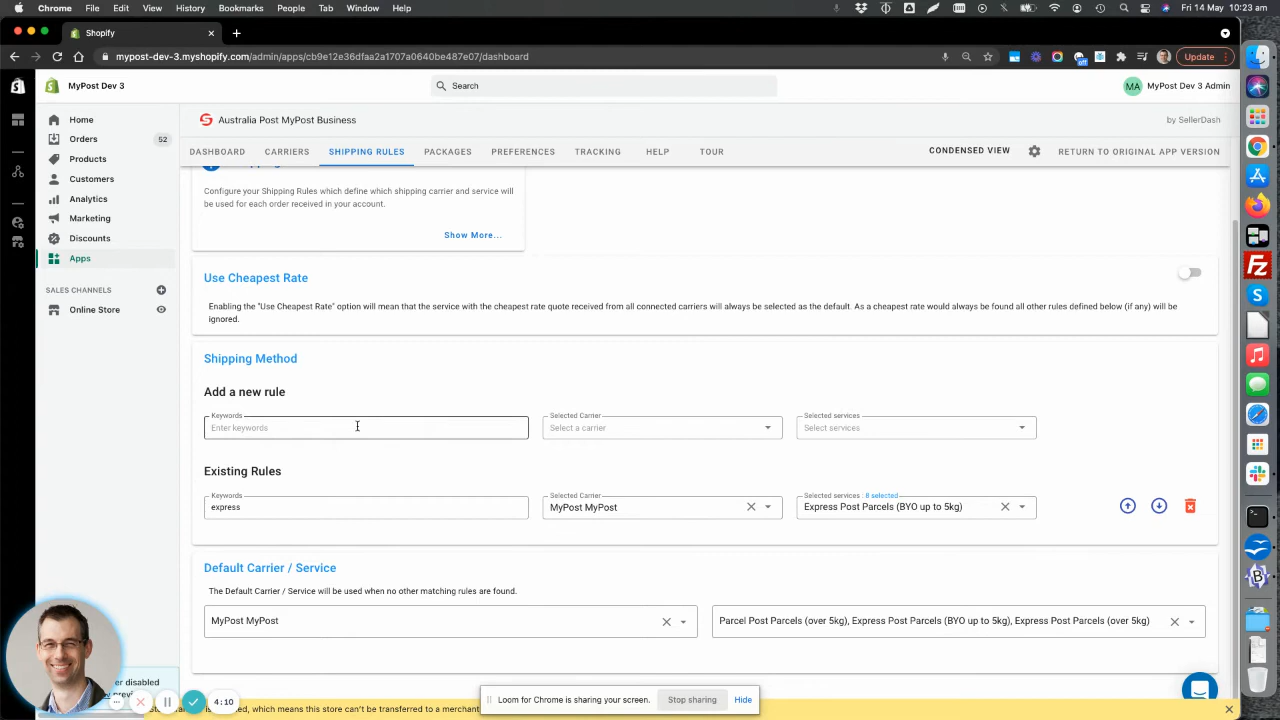 Chrome File Edit View History Bookmarks People Tab Window Help Fri 14 May 10:23 am
Shopify
mypost-dev-3.myshopify.com/admin/apps/cb9e12e36dfaa2a1707a0640be487e07/dashboard Update
off
MyPost Dev 3 Search MA MyPost Dev 3 Admin
Home
Orders 52
Products
Customers
Analytics
Marketing
Discounts
Apps
SALES CHANNELS
Online Store
Australia Post MyPost Business by SellerDash
DASHBOARD CARRIERS SHIPPING RULES PACKAGES PREFERENCES TRACKING HELP TOUR CONDENSED VIEW RETURN TO ORIGINAL APP VERSION
Configure your Shipping Rules which define which shipping carrier and service will
be used for each order received in your account.
Show More...
Use Cheapest Rate
Enabling the "Use Cheapest Rate" option will mean that the service with the cheapest rate quote received from all connected carriers will always be selected as the default. As a cheapest rate would always be found all other rules defined below (if any) will be
ignored.
Shipping Method
Add a new rule
Keywords Selected Carrier Selected services
Enter keywords Select a carrier Select services
Existing Rules
Keywords Selected Carrier Selected services : 8 selected
express MyPost MyPost Express Post Parcels (BYO up to 5kg)
Default Carrier / Service
The Default Carrier / Service will be used when no other matching rules are found.
MyPost MyPost Parcel Post Parcels (over 5kg), Express Post Parcels (BYO up to 5kg), Express Post Parcels (over 5kg)
er disabled
previe
4:10
Loom for Chrome is sharing your screen. Stop sharing Hide
which means this store can't be transferred to a merchant